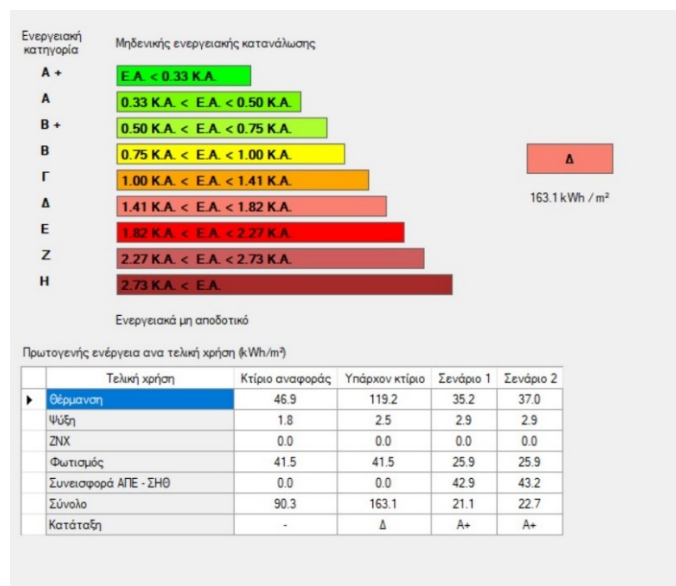 Ενεργειακή
κατηγορία
Μηδενικής ενεργειακής κατανάλωσης
Α +
Ε.Α. < 0.33 Κ.Α.
Α
0.33 Κ.Α. < Ε.Α. < 0.50 Κ.Α.
Β +
0.50 Κ.Α. < Ε.Α. < 0.75 Κ.Α.
Β
0.75 Κ.Α. < Ε.Α. < 1.00 Κ.Α.
Γ
1.00 Κ.Α. < Ε.Α. < 1.41 Κ.Α.
Δ
1.41 Κ.Α. < Ε.Α. < 1.82 Κ.Α.
Ε
1.82 Κ.Α. < Ε.Α. < 2.27 Κ.Α.
Ζ
2.27 Κ.Α. < Ε.Α. < 2.73 Κ.Α.
Η
2.73 Κ.Α. < Ε.Α.
Ενεργειακά μη αποδοτικό
Δ
163.1 kWh / m²
Πρωτογενής ενέργεια ανα τελική χρήση (kWh/m²)
Τελική χρήση Κτίριο αναφοράς Υπάρχον κτίριο Σενάριο 1 Σενάριο 2
Θέρμανση 46.9 119.2 35.2 37.0
Ψύξη 1.8 2.5 2.9 2.9
ΖΝΧ 0.0 0.0 0.0 0.0
Φωτισμός 41.5 41.5 25.9 25.9
Συνεισφορά ΑΠΕ - ΣΗΘ 0.0 0.0 42.9 43.2
Σύνολο 90.3 163.1 21.1 22.7
Κατάταξη - Δ Α+ Α+